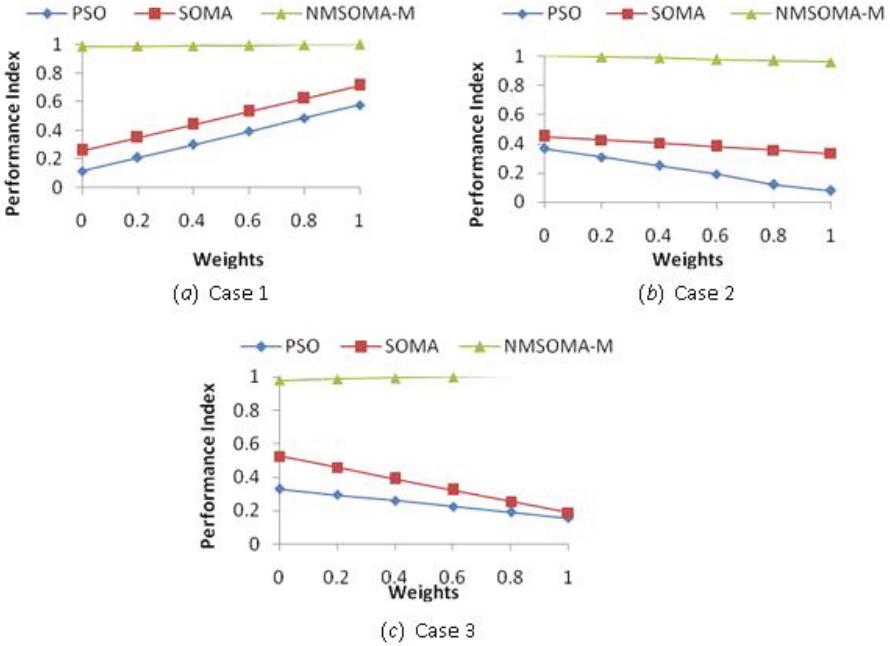 PSO SOMA NMSOMA-M
Performance Index
1
0.8
0.6
0.4
0.2
0
0 0.2 0.4 0.6 0.8 1
Weights
(a) Case 1
PSO SOMA NMSOMA-M
Performance Index
1
0.8
0.6
0.4
0.2
0
0 0.2 0.4 0.6 0.8 1
Weights
(b) Case 2
PSO SOMA NMSOMA-M
Performance Index
1
0.8
0.6
0.4
0.2
0
0 0.2 0.4 0.6 0.8 1
Weights
(c) Case 3